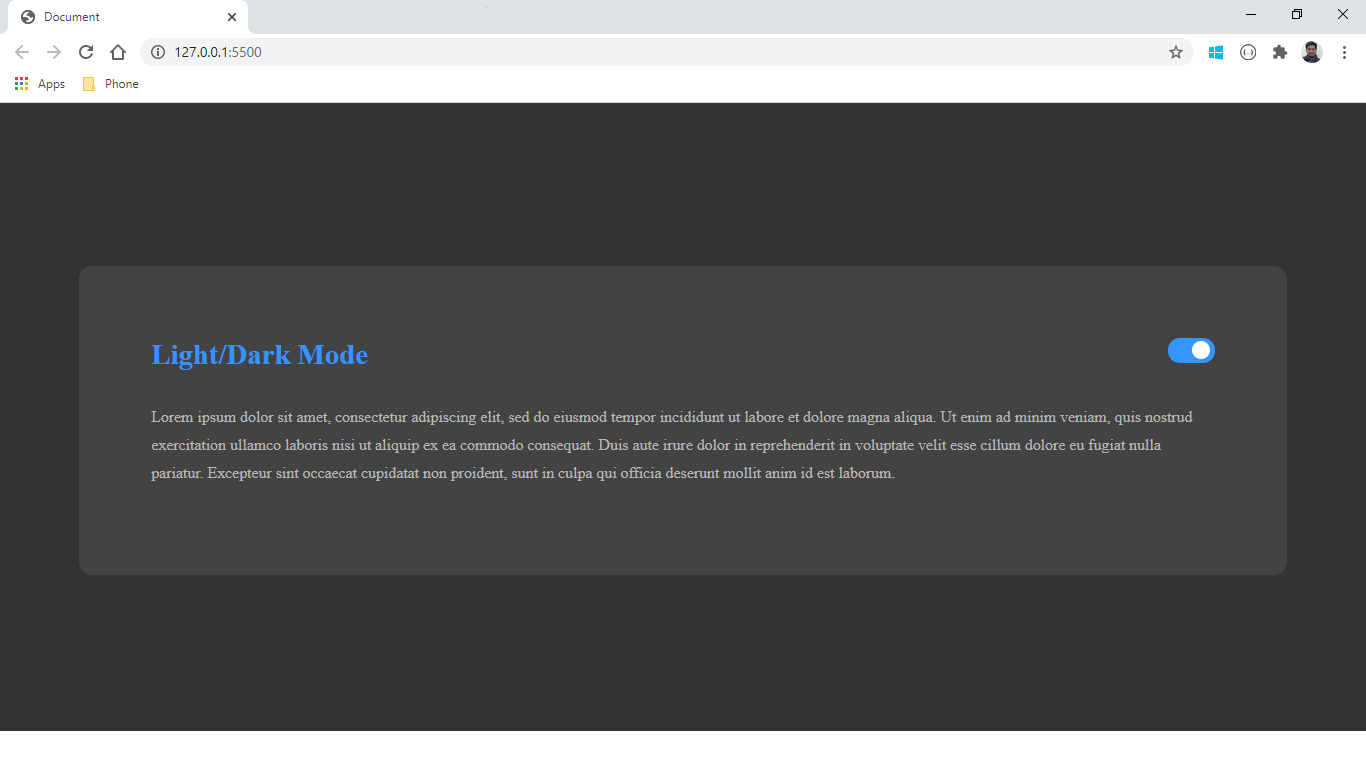 Document
127.0.0.1:5500
Apps Phone
Light/Dark Mode
Lorem ipsum dolor sit amet, consectetur adipiscing elit, sed do eiusmod tempor incididunt ut labore et dolore magna aliqua. Ut enim ad minim veniam, quis nostrud
exercitation ullamco laboris nisi ut aliquip ex ea commodo consequat. Duis aute irure dolor in reprehenderit in voluptate velit esse cillum dolore eu fugiat nulla
pariatur. Excepteur sint occaecat cupidatat non proident, sunt in culpa qui officia deserunt mollit anim id est laborum.